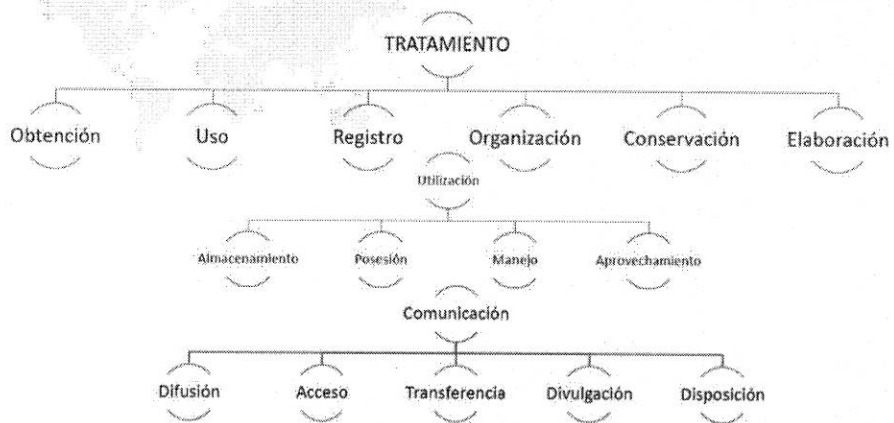 TRATAMIENTO
Obtención Uso Registro Organización Conservación Elaboración
Utilización
Almacenamiento Posesión Manejo Aprovechamiento
Comunicación
Difusión Acceso Transferencia Divulgación Disposición